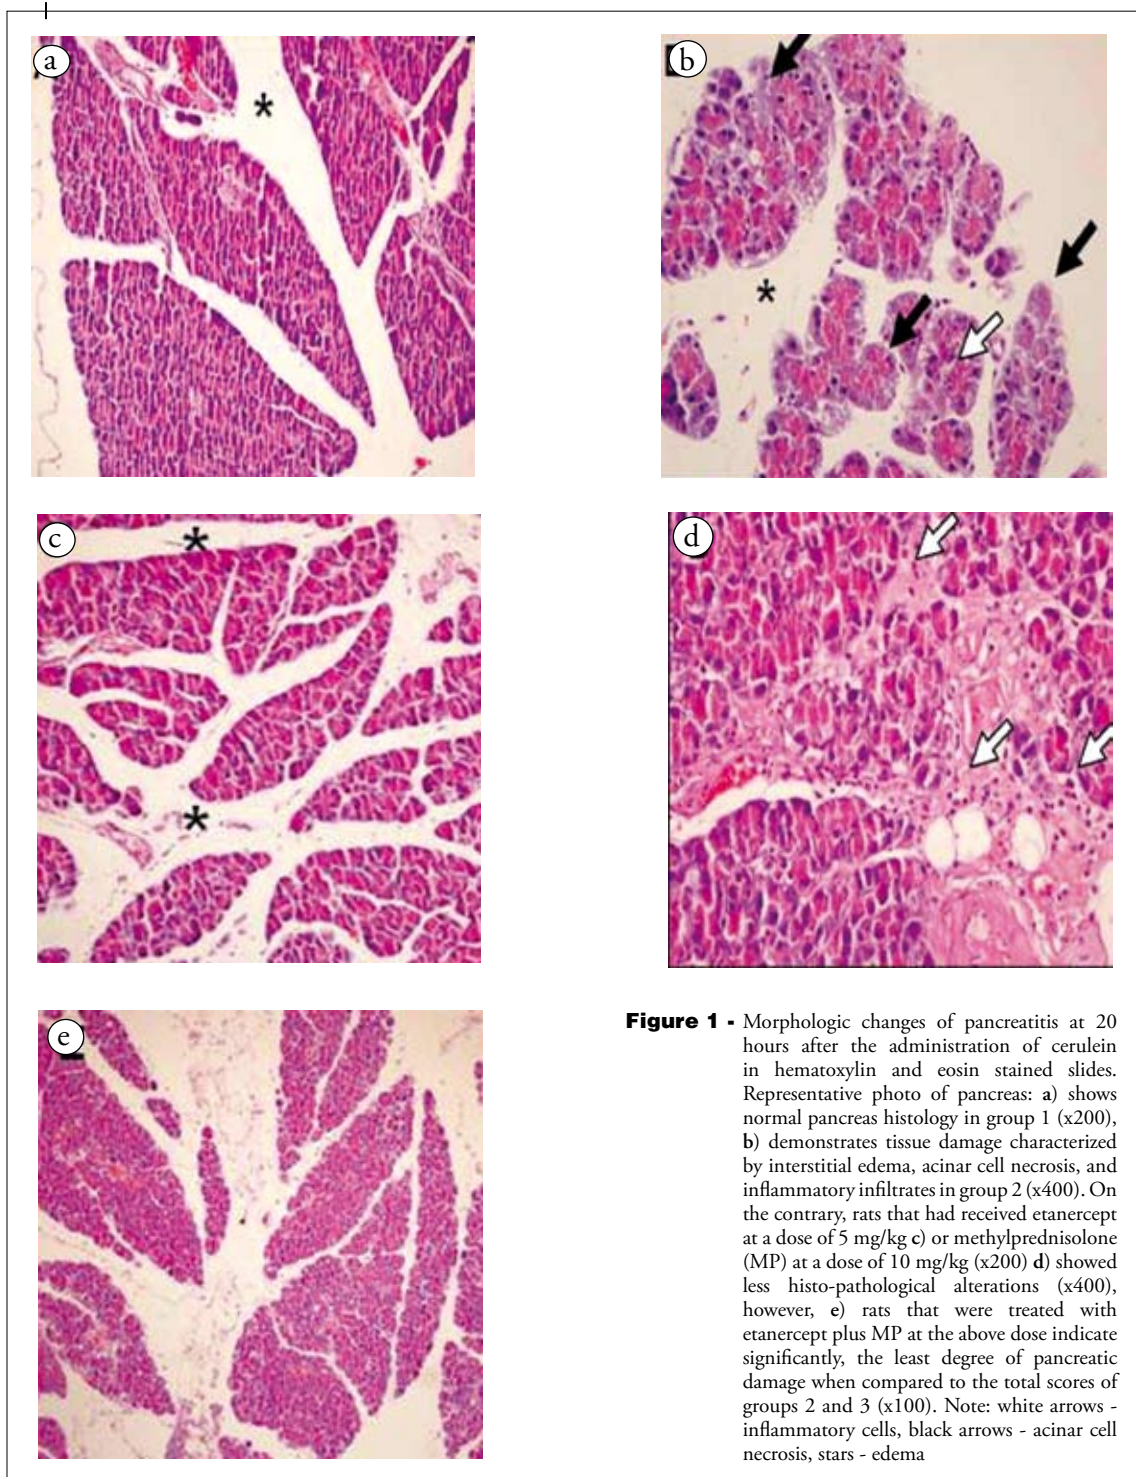 a
b
c
d
e
Figure 1 - Morphologic changes of pancreatitis at 20
hours after the administration of cerulein
in hematoxylin and eosin stained slides.
Representative photo of pancreas: a) shows
normal pancreas histology in group 1 (x200),
b) demonstrates tissue damage characterized
by interstitial edema, acinar cell necrosis, and
inflammatory infiltrates in group 2 (x400). On
the contrary, rats that had received etanercept
at a dose of 5 mg/kg c) or methylprednisolone
(MP) at a dose of 10 mg/kg (x200) d) showed
less histo-pathological alterations (x400),
however, e) rats that were treated with
etanercept plus MP at the above dose indicate
significantly, the least degree of pancreatic
damage when compared to the total scores of
groups 2 and 3 (x100). Note: white arrows -
inflammatory cells, black arrows - acinar cell
necrosis, stars - edema